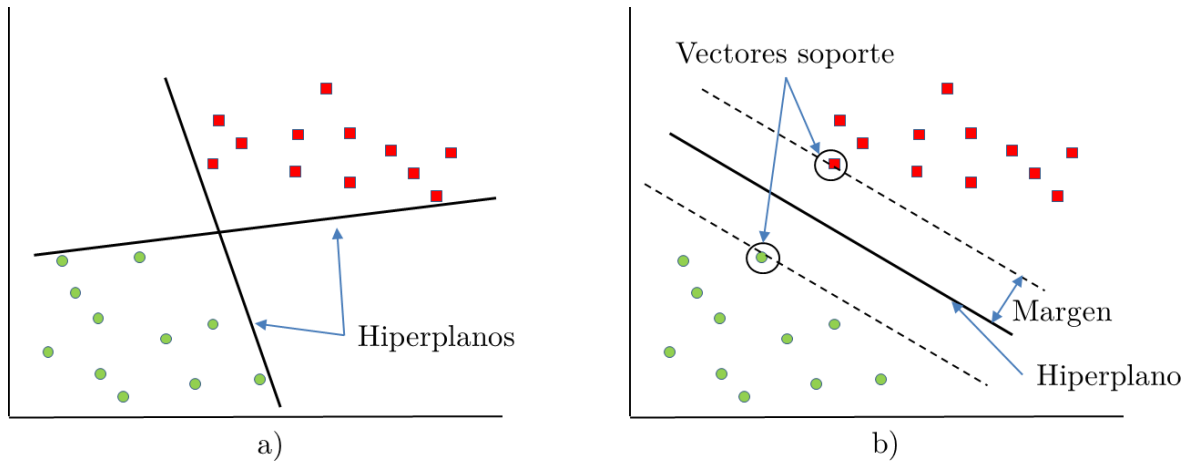 Hiperplanos
a)
Vectores soporte
Margen
Hiperplano
b)